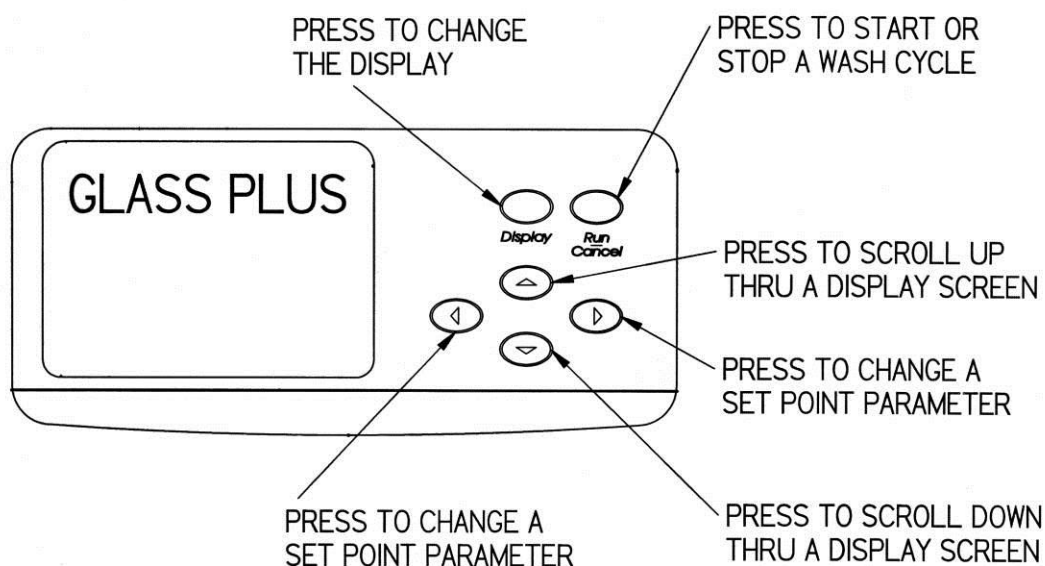 PRESS TO CHANGE
THE DISPLAY
PRESS TO START OR
STOP A WASH CYCLE
GLASS PLUS
Display
Run
Cancel
PRESS TO SCROLL UP
THRU A DISPLAY SCREEN
PRESS TO CHANGE A
SET POINT PARAMETER
PRESS TO CHANGE A
SET POINT PARAMETER
PRESS TO SCROLL DOWN
THRU A DISPLAY SCREEN